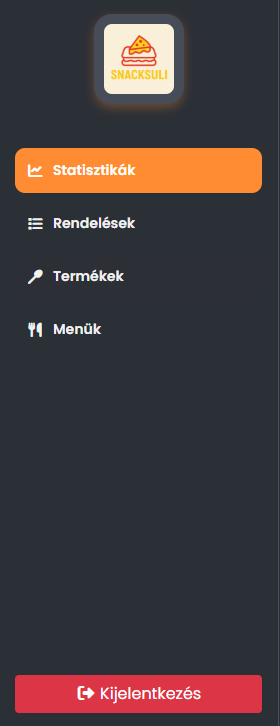 SNACKSULI
Statisztikák
Rendelések
Termékek
Menük
Kijelentkezés